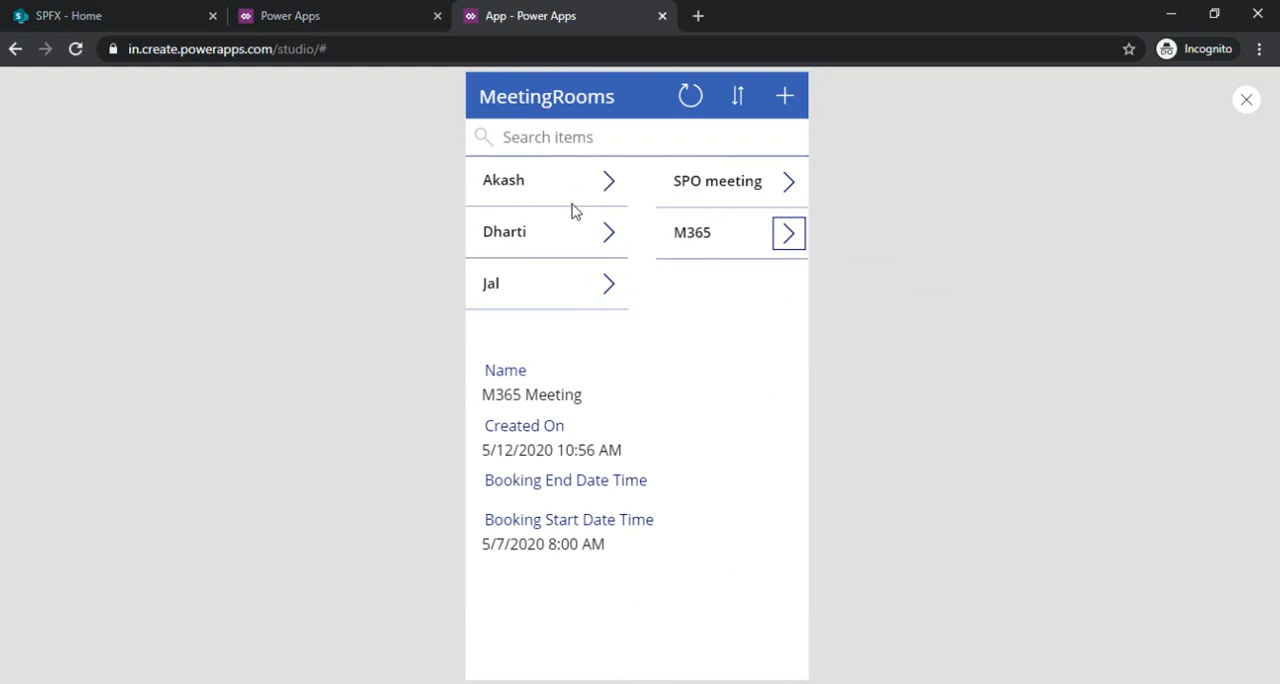 SPFX - Home
Power Apps
App - Power Apps
in.create.powerapps.com/studio/#
Incognito
MeetingRooms
Search items
Akash
SPO meeting
Dharti
M365
Jal
Name
M365 Meeting
Created On
5/12/2020 10:56 AM
Booking End Date Time
Booking Start Date Time
5/7/2020 8:00 AM